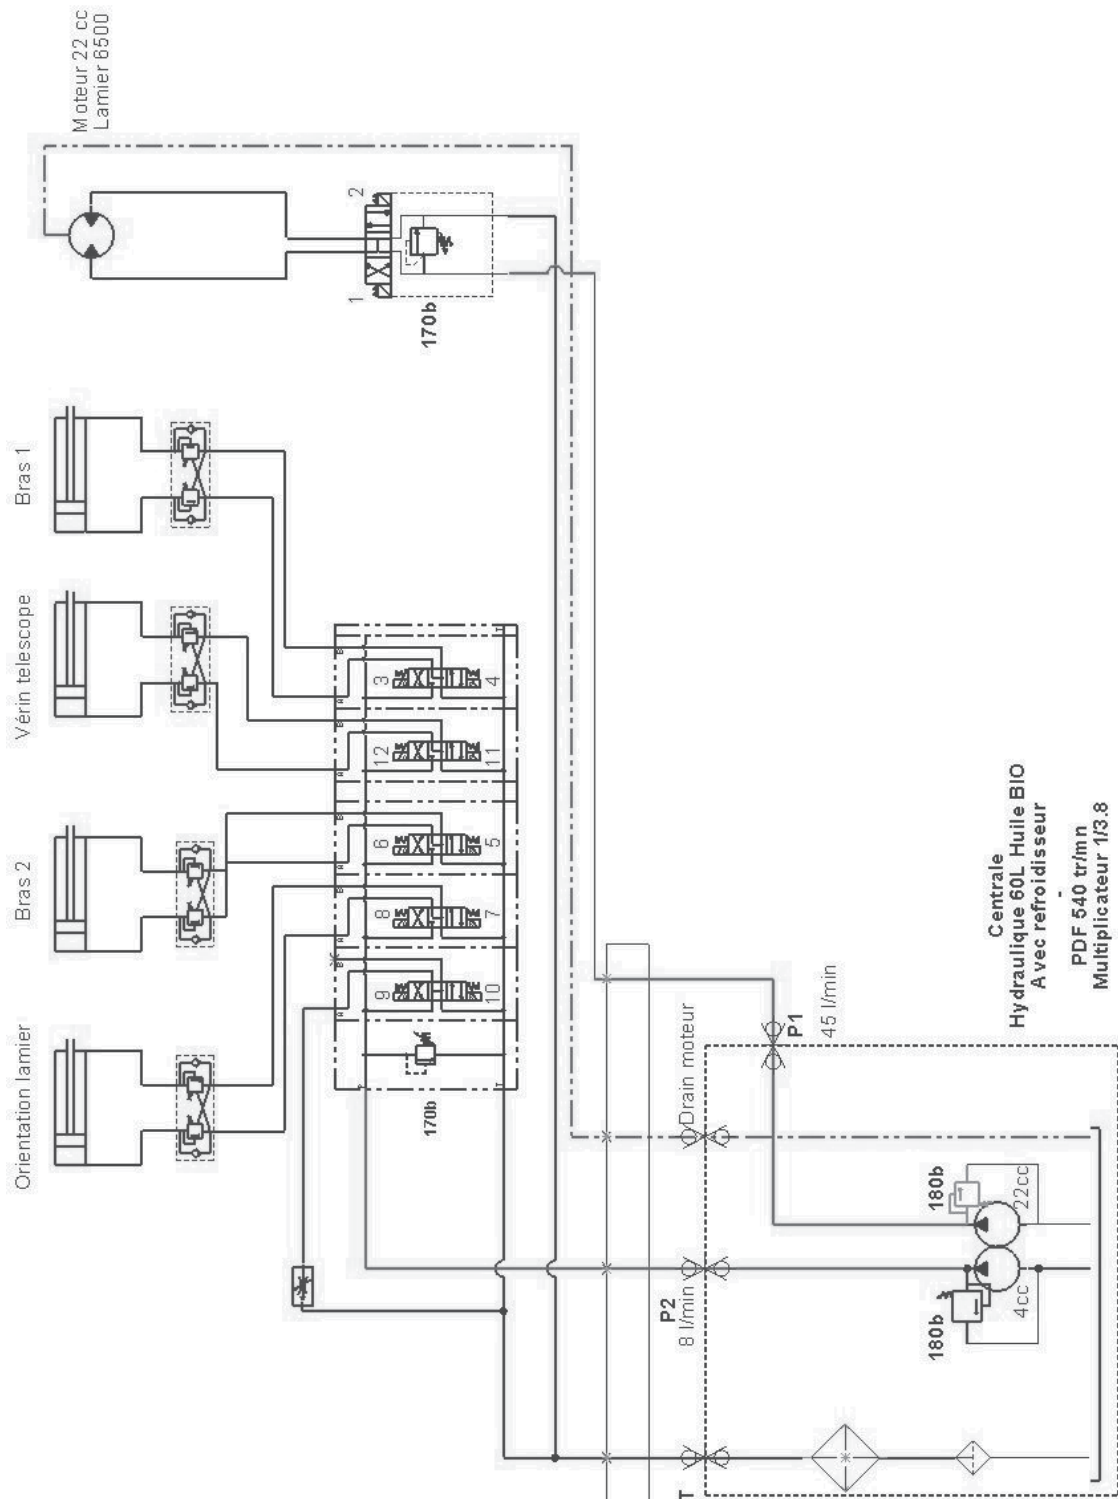 Moteur 22 cc
Lamier 6500
Bras 1
Vérin telescope
Bras 2
Orientation lamier
1
2
170b
3
4
12
11
6
5
8
7
9
10
A
B
A
B
A
B
A
B
A
B
P
T
T
170b
Drain moteur
P1
45 l/min
P2
8 l/min
T
180b
22cc
180b
4cc
Centrale
Hydraulique 60L Huile BIO
Avec refroidisseur
-
PDF 540 tr/mn
Multiplicateur 1/3.8